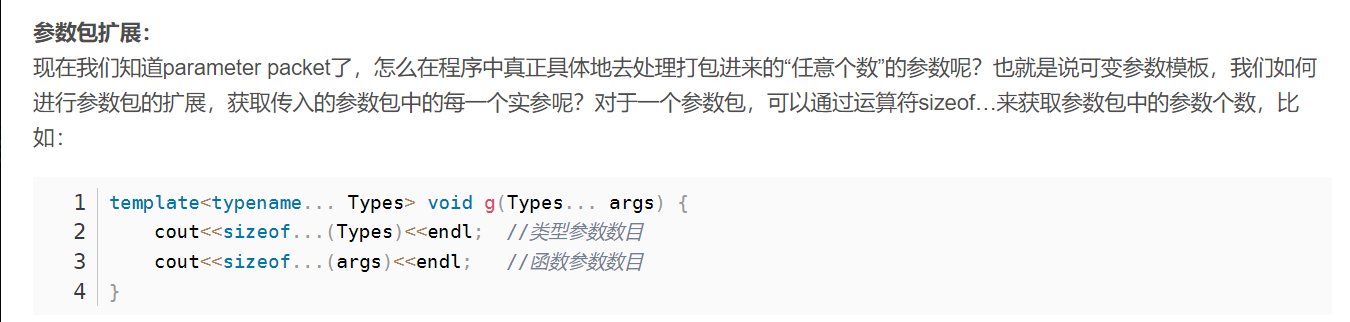 参数包扩展：
现在我们知道parameter packet了，怎么在程序中真正具体地去处理打包进来的“任意个数”的参数呢？也就是说可变参数模板，我们如何
进行参数包的扩展，获取传入的参数包中的每一个实参呢？对于一个参数包，可以通过运算符sizeof…来获取参数包中的参数个数，比
如：
1 template<typename... Types> void g(Types... args) {
2     cout<<sizeof...(Types)<<endl;  //类型参数数目
3     cout<<sizeof...(args)<<endl;   //函数参数数目
4 }